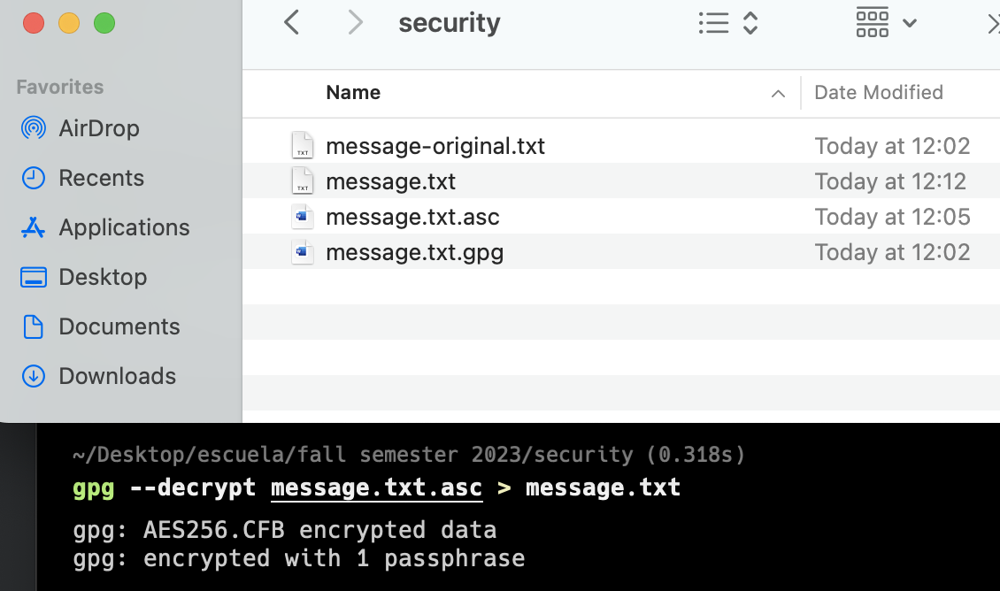 security
Favorites
AirDrop
Recents
Applications
Desktop
Documents
Downloads
Name Date Modified
message-original.txt Today at 12:02
message.txt Today at 12:12
message.txt.asc Today at 12:05
message.txt.gpg Today at 12:02
TXT
TXT
W
W
~/Desktop/escuela/fall semester 2023/security (0.318s)
gpg --decrypt message.txt.asc > message.txt
gpg: AES256.CFB encrypted data
gpg: encrypted with 1 passphrase